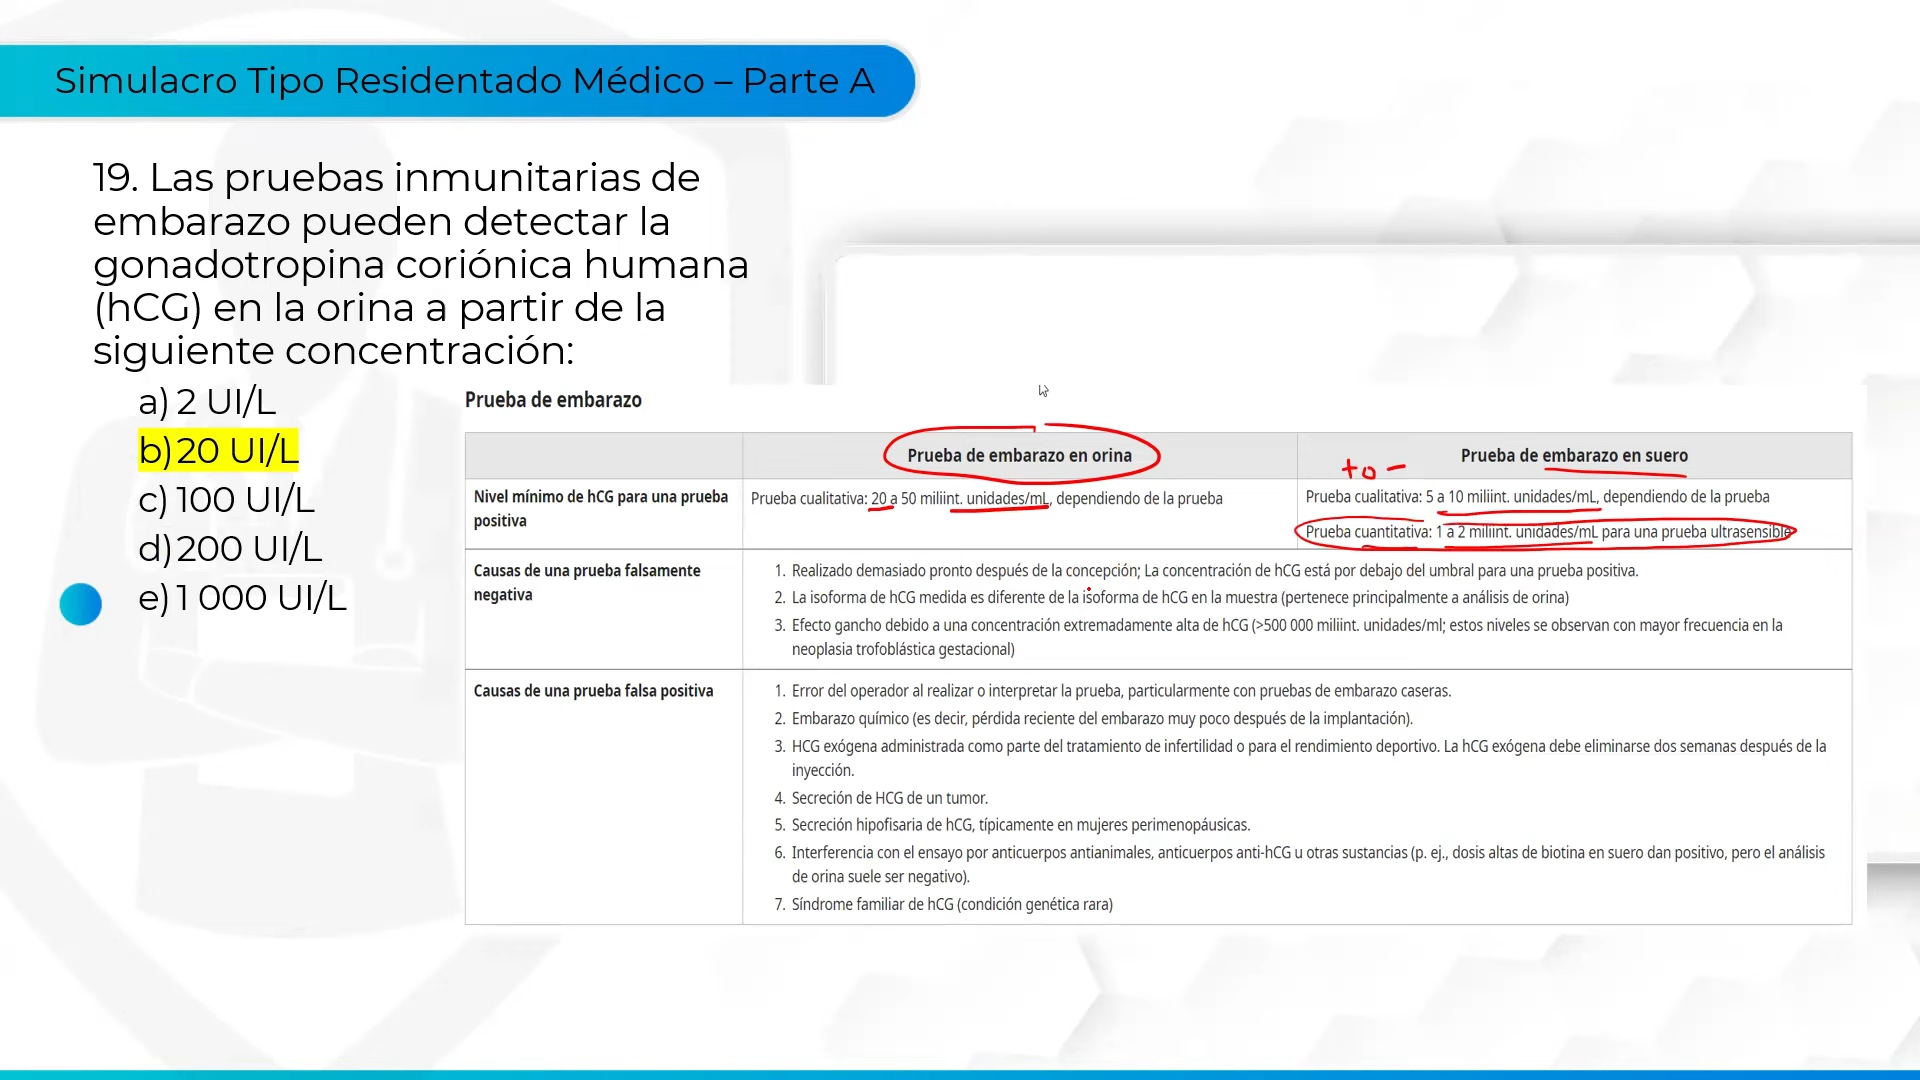 Simulacro Tipo Residentado Médico – Parte A
19. Las pruebas inmunitarias de
embarazo pueden detectar la
gonadotropina coriónica humana
(hCG) en la orina a partir de la
siguiente concentración:
a) 2 UI/L
b) 20 UI/L
c) 100 UI/L
d) 200 UI/L
e) 1 000 UI/L
Prueba de embarazo
Prueba de embarazo en orina
Prueba de embarazo en suero
+ o -
Nivel mínimo de hCG para una prueba
positiva
Prueba cualitativa: 20 a 50 miliint. unidades/mL, dependiendo de la prueba
Prueba cualitativa: 5 a 10 miliint. unidades/mL, dependiendo de la prueba
Prueba cuantitativa: 1 a 2 miliint. unidades/mL para una prueba ultrasensible
Causas de una prueba falsamente
negativa
1. Realizado demasiado pronto después de la concepción; La concentración de hCG está por debajo del umbral para una prueba positiva.
2. La isoforma de hCG medida es diferente de la isoforma de hCG en la muestra (pertenece principalmente a análisis de orina)
3. Efecto gancho debido a una concentración extremadamente alta de hCG (>500 000 miliint. unidades/ml; estos niveles se observan con mayor frecuencia en la
neoplasia trofoblástica gestacional)
Causas de una prueba falsa positiva
1. Error del operador al realizar o interpretar la prueba, particularmente con pruebas de embarazo caseras.
2. Embarazo químico (es decir, pérdida reciente del embarazo muy poco después de la implantación).
3. HCG exógena administrada como parte del tratamiento de infertilidad o para el rendimiento deportivo. La hCG exógena debe eliminarse dos semanas después de la
inyección.
4. Secreción de HCG de un tumor.
5. Secreción hipofisaria de hCG, típicamente en mujeres perimenopáusicas.
6. Interferencia con el ensayo por anticuerpos antianimales, anticuerpos anti-hCG u otras sustancias (p. ej., dosis altas de biotina en suero dan positivo, pero el análisis
de orina suele ser negativo).
7. Síndrome familiar de hCG (condición genética rara)